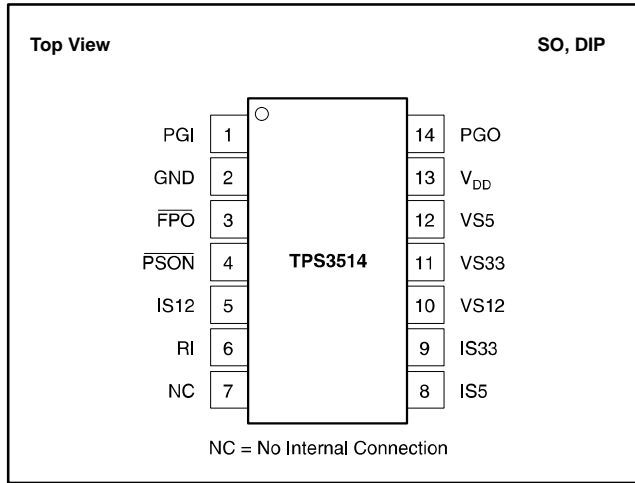 Top View SO, DIP
PGI 1 14 PGO
GND 2 13 VDD
FPO 3 12 VS5
PSON 4 TPS3514 11 VS33
IS12 5 10 VS12
RI 6 9 IS33
NC 7 8 IS5
NC = No Internal Connection